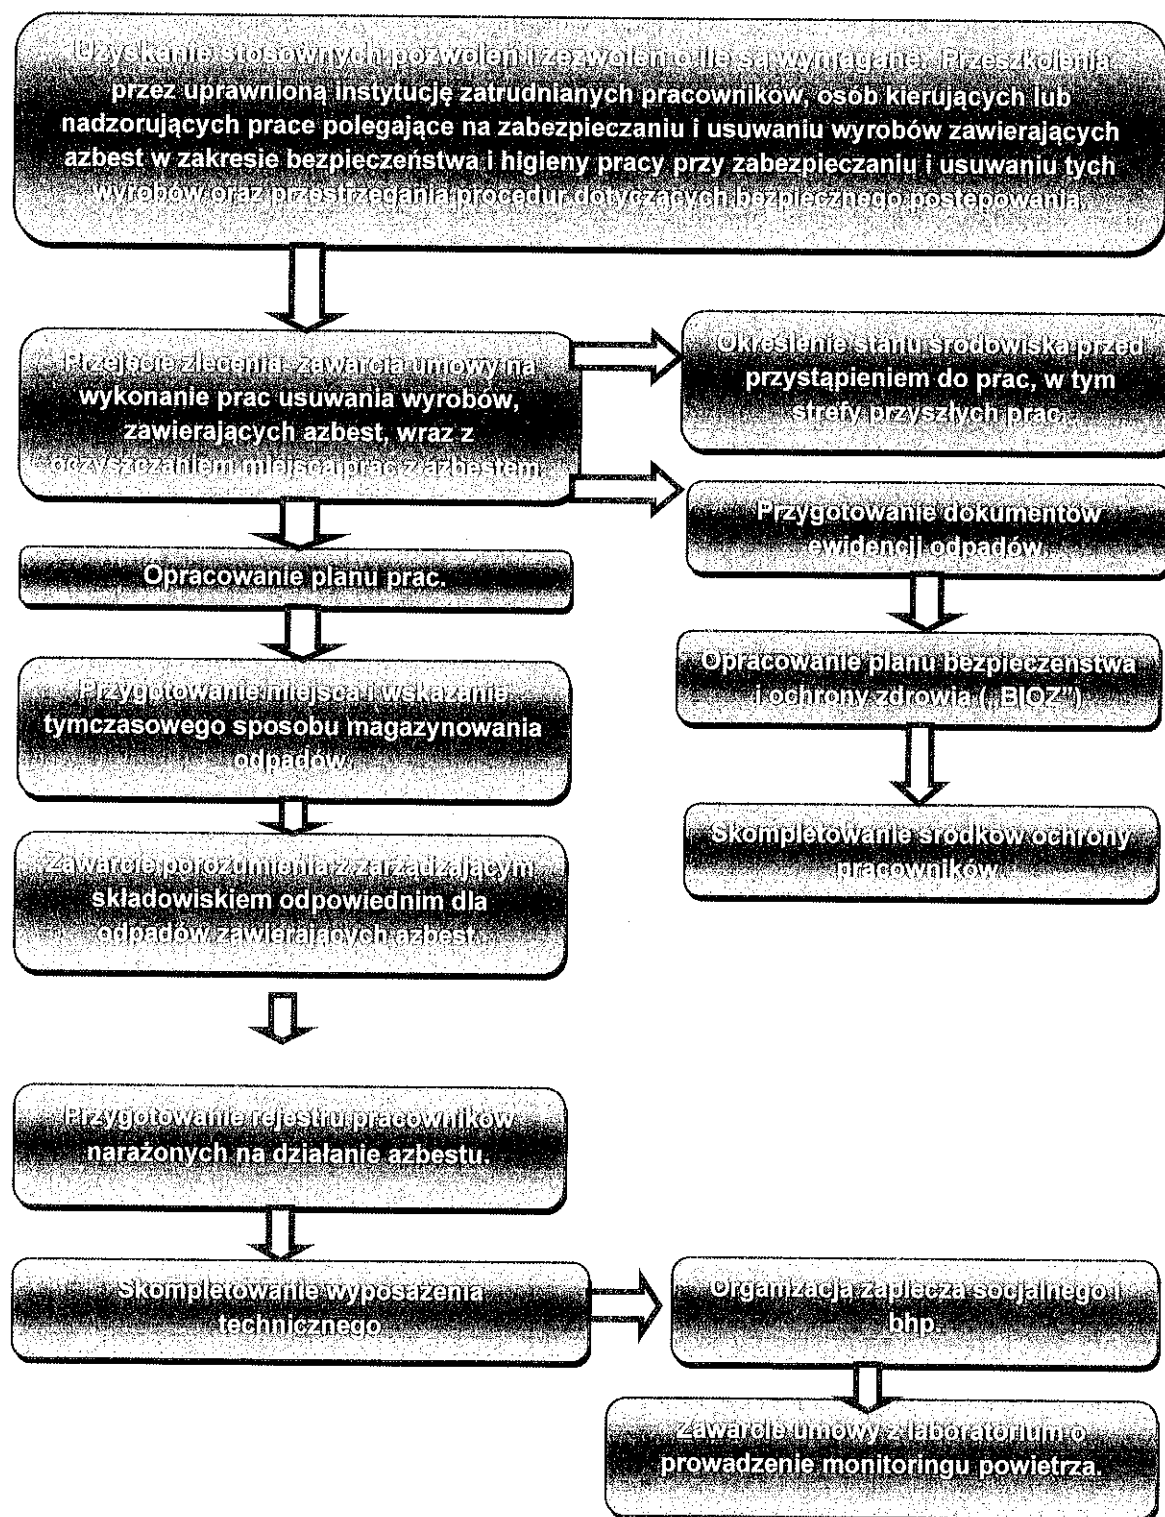 Uzyskanie stosownych pozwoleń i zezwoleń o ile są wymagane. Przeszkolenia
przez uprawnioną instytucję zatrudnianych pracowników, osób kierujących lub
nadzorujących prace polegające na zabezpieczaniu i usuwaniu wyrobów zawierających
azbest w zakresie bezpieczeństwa i higieny pracy przy zabezpieczaniu i usuwaniu tych
wyrobów oraz przestrzegania procedur dotyczących bezpiecznego postępowania.
Przejście zlecenia- zawarcia umowy na
wykonanie prac usuwania wyrobów,
zawierających azbest, wraz z
oczyszczaniem miejsca prac z azbestem
Określenie stanu środowiska przed
przystąpieniem do prac, w tym
strefy przyszłych prac.
Przygotowanie dokumentów
ewidencji odpadów.
Opracowanie planu prac.
Opracowanie planu bezpieczeństwa
i ochrony zdrowia („BIOZ")
Przygotowanie miejsca i wskazanie
tymczasowego sposobu magazynowania
odpadów.
Skompletowanie środków ochrony
pracowników.
Zawarcie porozumienia z zarządzającym
składowiskiem odpowiednim dla
odpadów zawierających azbest.
Przygotowanie rejestru pracowników
narażonych na działanie azbestu.
Skompletowanie wyposażenia
technicznego
Organizacja zaplecza socjalnego i
bhp.
Zawarcie umowy z laboratorium o
prowadzenie monitoringu powietrza.